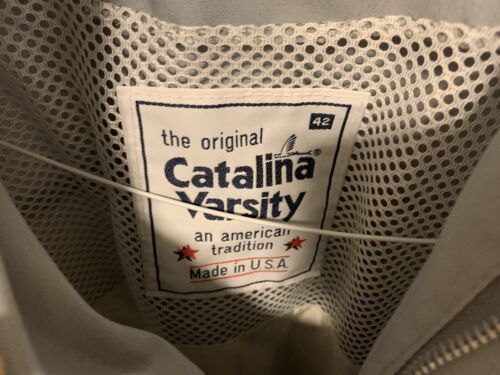 42
the original
Catalina®
Varsity
an american
tradition
Made in U.S.A.